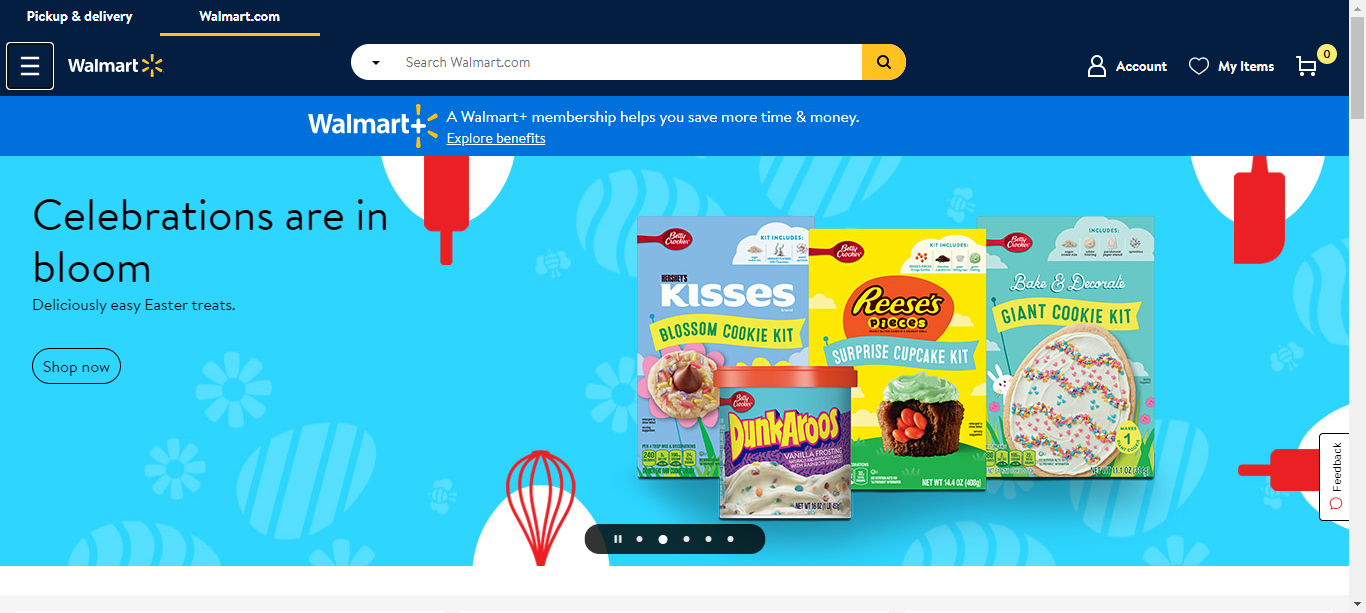 Pickup & delivery
Walmart.com
Walmart
Search Walmart.com
Account
My Items
0
Walmart+
A Walmart+ membership helps you save more time & money.
Explore benefits
Celebrations are in
bloom
Deliciously easy Easter treats.
Shop now
Betty
Crocker
KIT INCLUDES:
HERSHEY'S
KISSES
BLOSSOM COOKIE KIT
Betty
Crocker
KIT INCLUDES:
Reese's
PIECES
SURPRISE CUPCAKE KIT
NET WT 14.4 OZ (408g)
Betty
Crocker
KIT INCLUDES:
Bake & Decorate
GIANT COOKIE KIT
MAKES
1
Betty
Crocker
DunkAroos
VANILLA FROSTING
Feedback